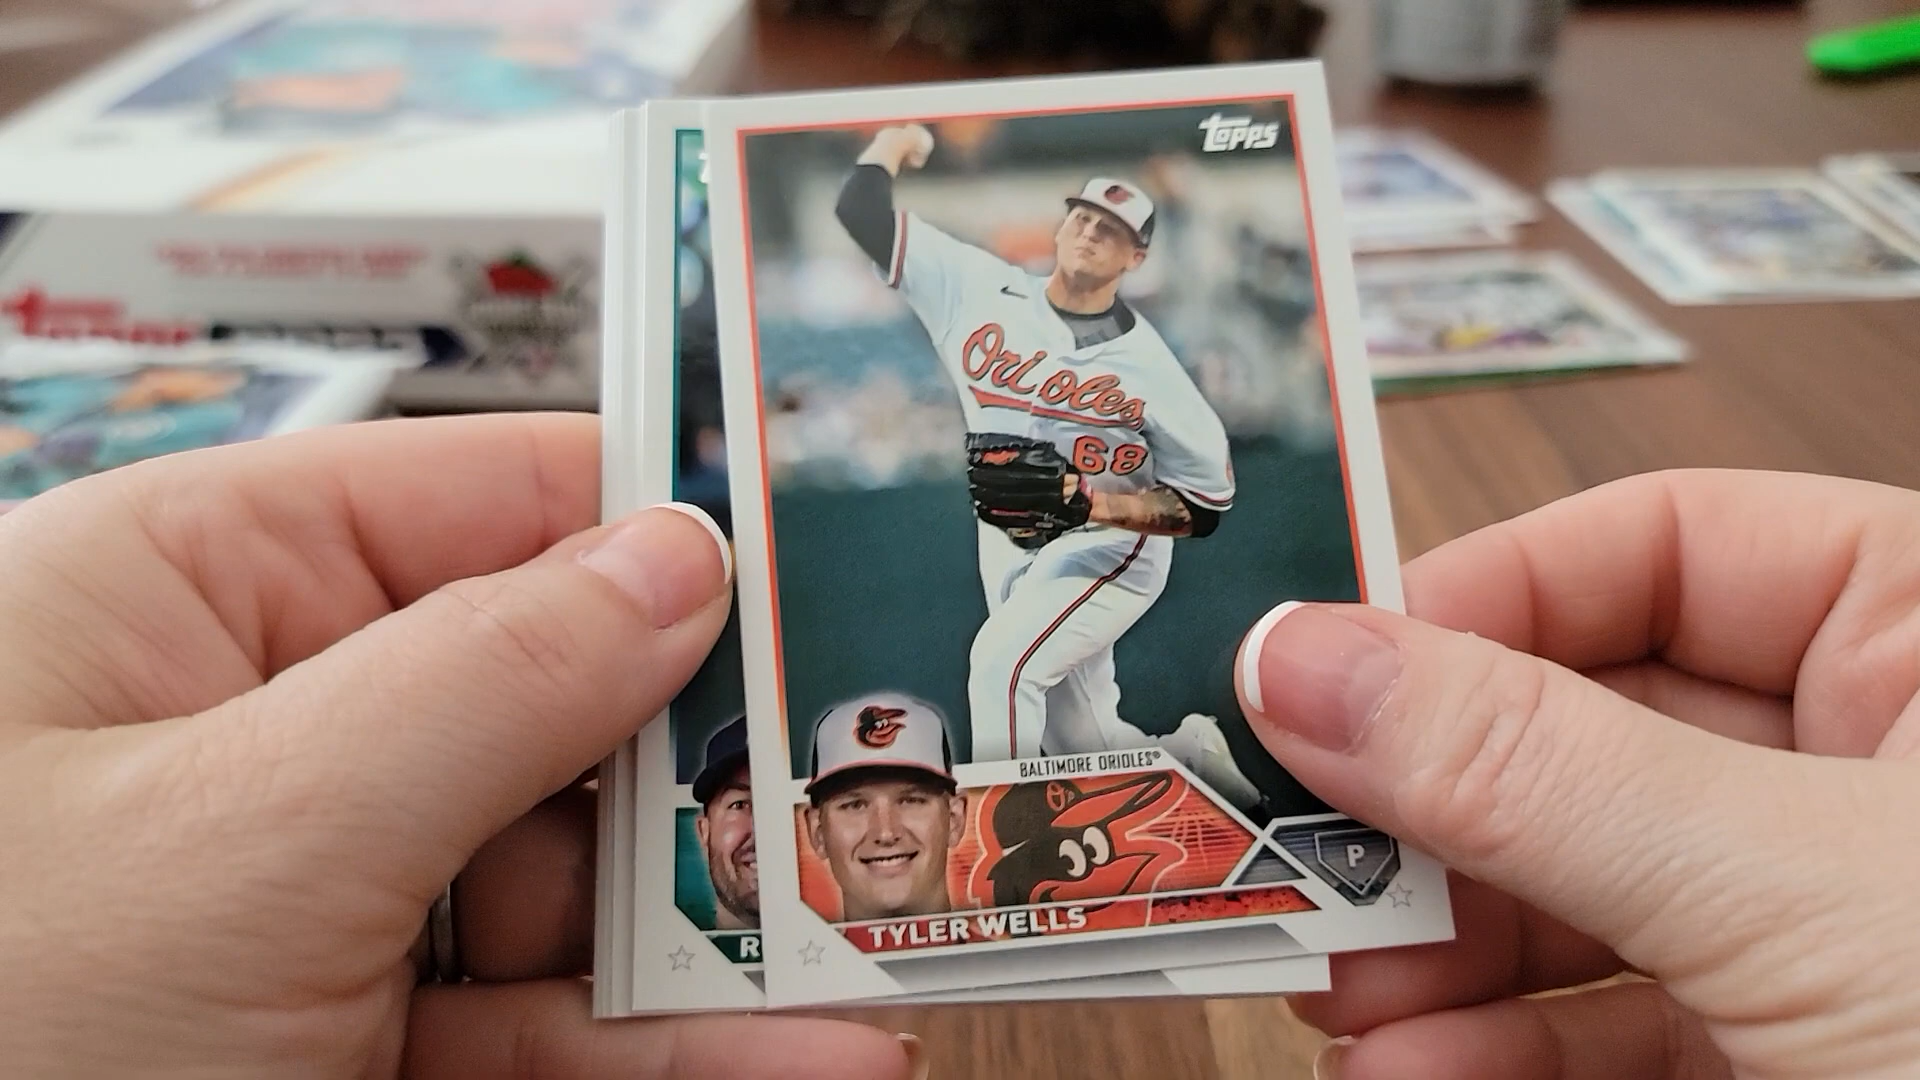 Topps
Orioles
68
BALTIMORE ORIOLES®
P
TYLER WELLS
R